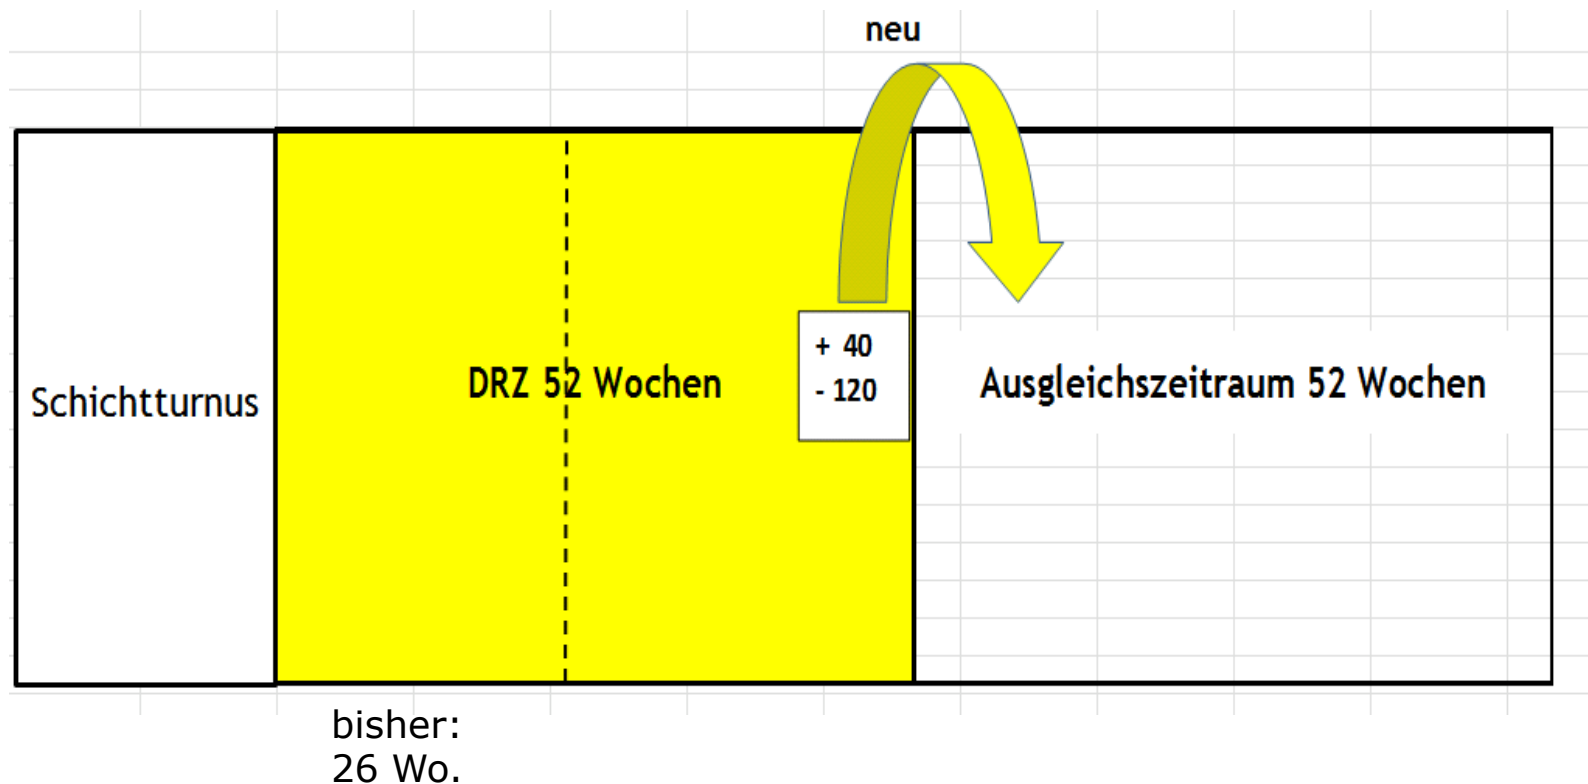 neu
+ 40
- 120
Schichtturnus
DRZ 52 Wochen
Ausgleichszeitraum 52 Wochen
bisher:
26 Wo.